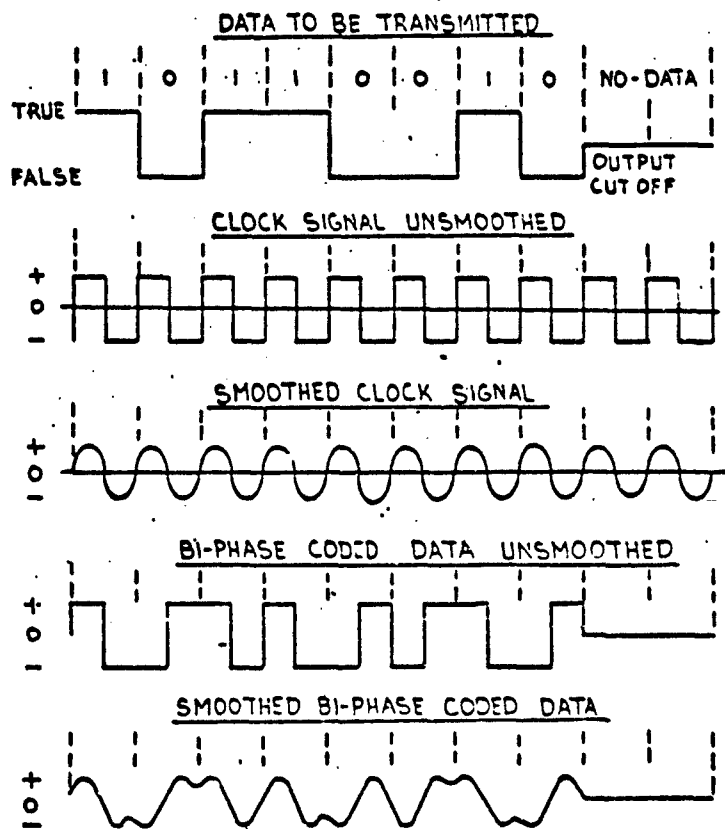 DATA TO BE TRANSMITTED
1 0 1 1 0 0 1 0 NO-DATA
TRUE
FALSE
OUTPUT
CUT OFF
CLOCK SIGNAL UNSMOOTHED
+
0
-
SMOOTHED CLOCK SIGNAL
+
0
-
BI-PHASE CODED DATA UNSMOOTHED
+
0
-
SMOOTHED BI-PHASE CODED DATA
+
0
-